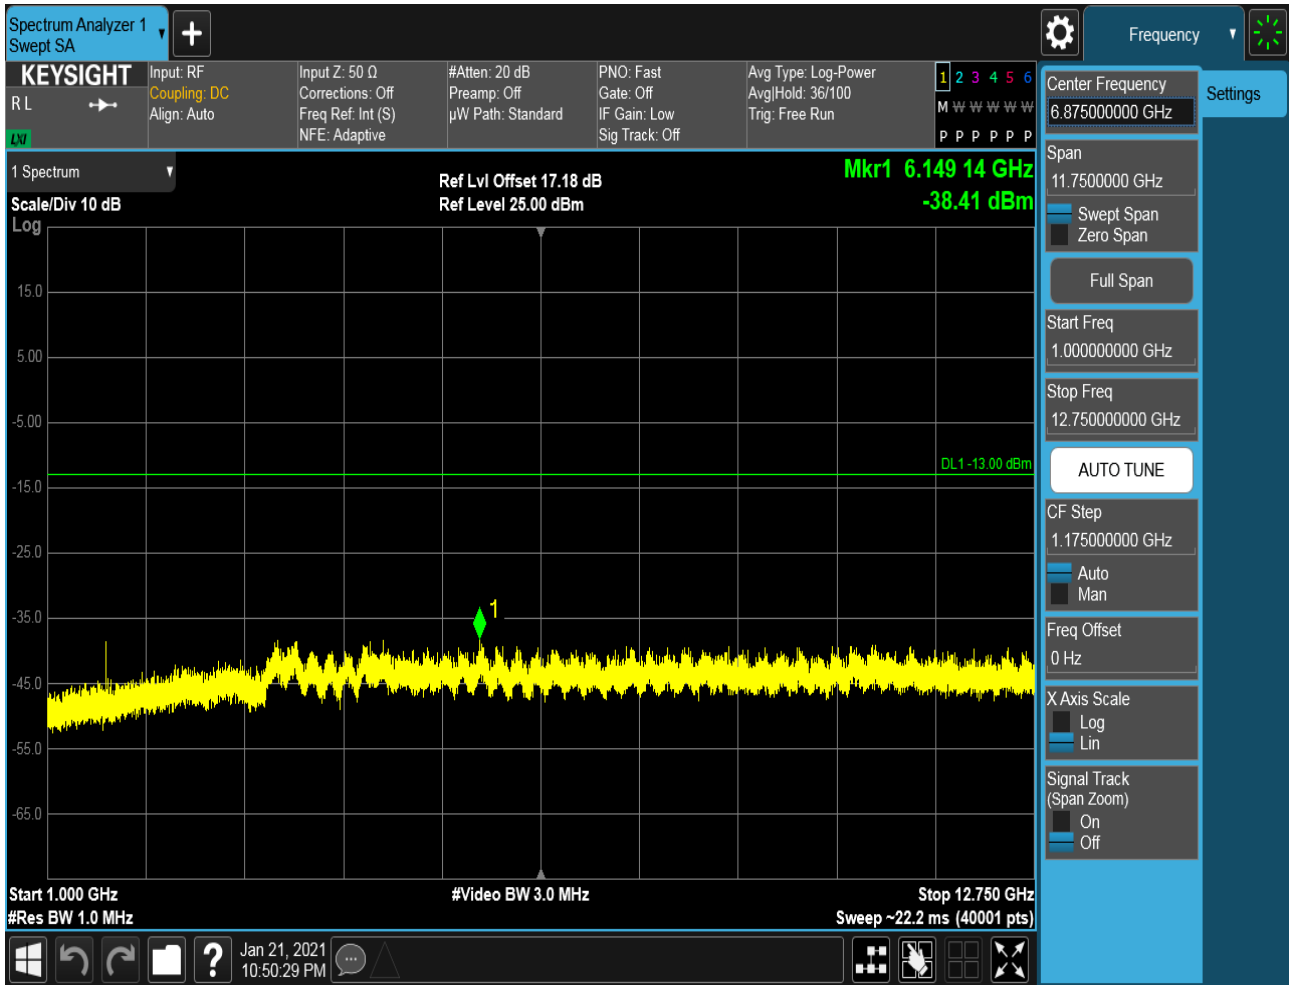 Spectrum Analyzer 1
Swept SA
+
Frequency
KEYSIGHT
R L
LXI
Input: RF
Coupling: DC
Align: Auto
Input Z: 50 Ω
Corrections: Off
Freq Ref: Int (S)
NFE: Adaptive
#Atten: 20 dB
Preamp: Off
µW Path: Standard
PNO: Fast
Gate: Off
IF Gain: Low
Sig Track: Off
Avg Type: Log-Power
Avg|Hold: 36/100
Trig: Free Run
1 2 3 4 5 6
M W W W W W
P P P P P P
1 Spectrum
Scale/Div 10 dB
Log
Ref Lvl Offset 17.18 dB
Ref Level 25.00 dBm
Mkr1 6.149 14 GHz
-38.41 dBm
15.0
5.00
-5.00
DL1 -13.00 dBm
-15.0
-25.0
-35.0
1
-45.0
-55.0
-65.0
Start 1.000 GHz
#Res BW 1.0 MHz
#Video BW 3.0 MHz
Stop 12.750 GHz
Sweep ~22.2 ms (40001 pts)
?
Jan 21, 2021
10:50:29 PM
Center Frequency
6.875000000 GHz
Settings
Span
11.7500000 GHz
Swept Span
Zero Span
Full Span
Start Freq
1.000000000 GHz
Stop Freq
12.750000000 GHz
AUTO TUNE
CF Step
1.175000000 GHz
Auto
Man
Freq Offset
0 Hz
X Axis Scale
Log
Lin
Signal Track
(Span Zoom)
On
Off